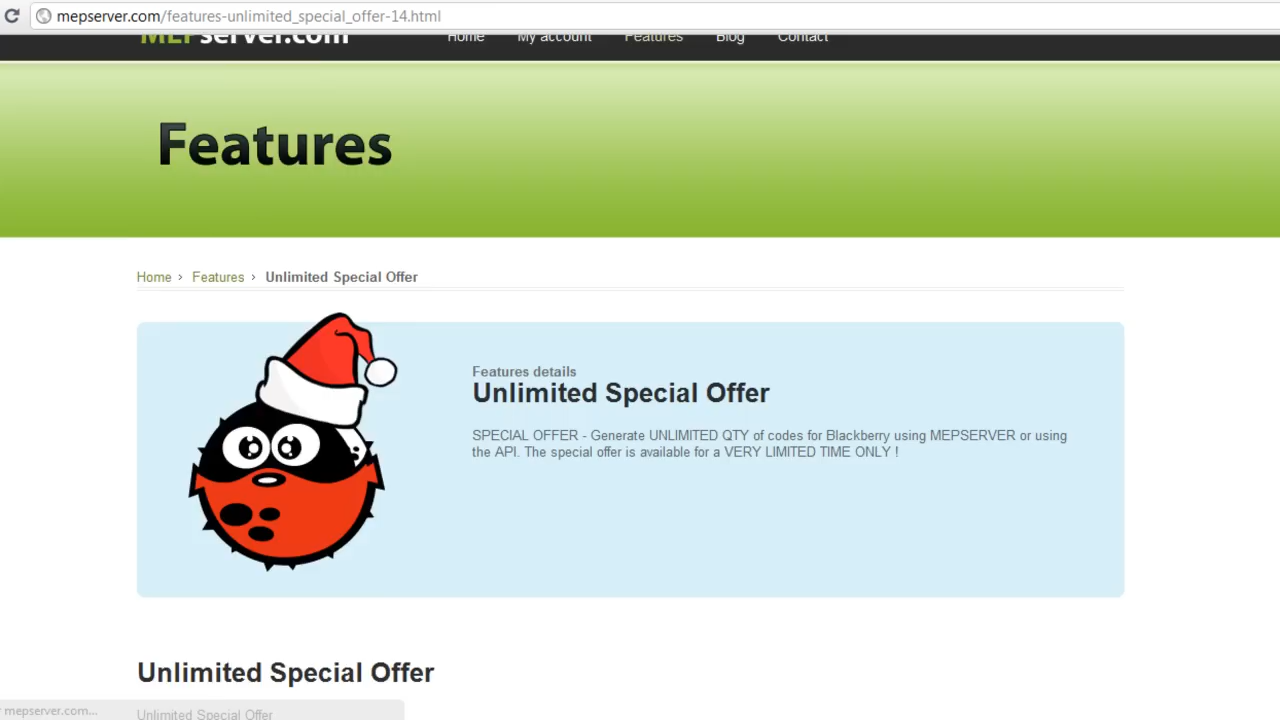 mepserver.com/features-unlimited_special_offer-14.html
MEPserver.com Home My account Features Blog Contact
Features
Home › Features › Unlimited Special Offer
Features details
Unlimited Special Offer
SPECIAL OFFER - Generate UNLIMITED QTY of codes for Blackberry using MEPSERVER or using
the API. The special offer is available for a VERY LIMITED TIME ONLY !
Unlimited Special Offer
mepserver.com...
Unlimited Special Offer